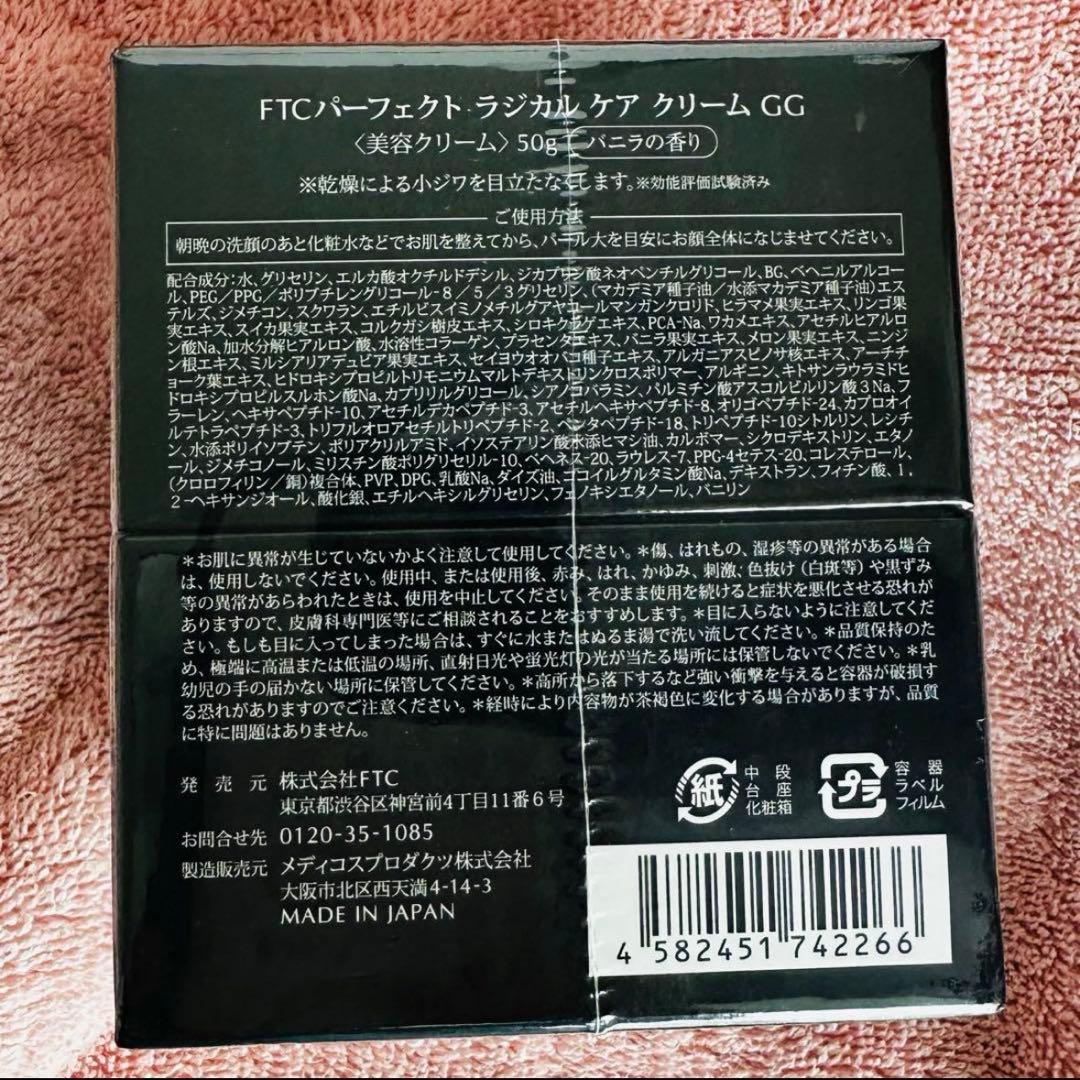 FTCパーフェクト ラジカル ケア クリーム GG
〈美容クリーム〉50g バニラの香り
※乾燥による小ジワを目立たなくします。※効能評価試験済み
ご使用方法
朝晩の洗顔のあと化粧水などでお肌を整えてから、パール大を目安にお顔全体になじませてください。
配合成分：水、グリセリン、エルカ酸オクチルドデシル、ジカプリン酸ネオペンチルグリコール、BG、ベヘニルアルコー
ル、PEG／PPG／ポリブチレングリコール-8／5／3グリセリン、（マカデミア種子油／水添マカデミア種子油）エス
テルズ、ジメチコン、スクワラン、エチルビスイミノメチルグアヤコールマンガンクロリド、ヒラマメ果実エキス、リンゴ果
実エキス、スイカ果実エキス、コルクガシ樹皮エキス、シロキクラゲエキス、PCA-Na、ワカメエキス、アセチルヒアルロ
ン酸Na、加水分解ヒアルロン酸、水溶性コラーゲン、プラセンタエキス、バニラ果実エキス、メロン果実エキス、ニンジ
ン根エキス、ミルシアリアデュビア果実エキス、セイヨウオオバコ種子エキス、アルガニアスピノサ核エキス、アーチチ
ョーク葉エキス、ヒドロキシプロピルトリモニウムマルトデキストリンクロスポリマー、アルギニン、キトサンラウラミドヒ
ドロキシプロピルスルホン酸Na、カプリリルグリコール、シアノコバラミン、パルミチン酸アスコルビルリン酸3Na、フ
ラーレン、ヘキサペプチド-10、アセチルデカペプチド-3、アセチルヘキサペプチド-8、オリゴペプチド-24、カプロオイ
ルテトラペプチド-3、トリフルオロアセチルトリペプチド-2、ペンタペプチド-18、トリペプチド-10シトルリン、レシチ
ン、水添ポリイソブテン、ポリアクリルアミド、イソステアリン酸水添ヒマシ油、カルボマー、シクロデキストリン、エタノ
ール、ジメチコノール、ミリスチン酸ポリグリセリル-10、ベヘネス-20、ラウレス-7、PPG-4セテス-20、コレステロール、
（クロロフィリン／銅）複合体、PVP、DPG、乳酸Na、ダイズ油、ココイルグルタミン酸Na、デキストラン、フィチン酸、1,
2-ヘキサンジオール、酸化銀、エチルヘキシルグリセリン、フェノキシエタノール、バニリン
＊お肌に異常が生じていないかよく注意して使用してください。＊傷、はれもの、湿疹等の異常がある場合
は、使用しないでください。使用中、または使用後、赤み、はれ、かゆみ、刺激、色抜け（白斑等）や黒ずみ
等の異常があらわれたときは、使用を中止してください。そのまま使用を続けると症状を悪化させる恐れが
ありますので、皮膚科専門医等にご相談されることをおすすめします。＊目に入らないように注意してくだ
さい。もしも目に入ってしまった場合は、すぐに水またはぬるま湯で洗い流してください。＊品質保持のた
め、極端に高温または低温の場所、直射日光や蛍光灯の光が当たる場所には保管しないでください。＊乳
幼児の手の届かない場所に保管してください。＊高所から落下するなど強い衝撃を与えると容器が破損す
る恐れがありますのでご注意ください。＊経時により内容物が茶褐色に変化する場合がありますが、品質
に特に問題はありません。
発売元 株式会社FTC
東京都渋谷区神宮前4丁目11番6号
お問合せ先 0120-35-1085
製造販売元 メディコスプロダクツ株式会社
大阪市北区西天満4-14-3
MADE IN JAPAN
紙 中段
台座
化粧箱
プラ 容器
ラベル
フィルム
4 582451 742266